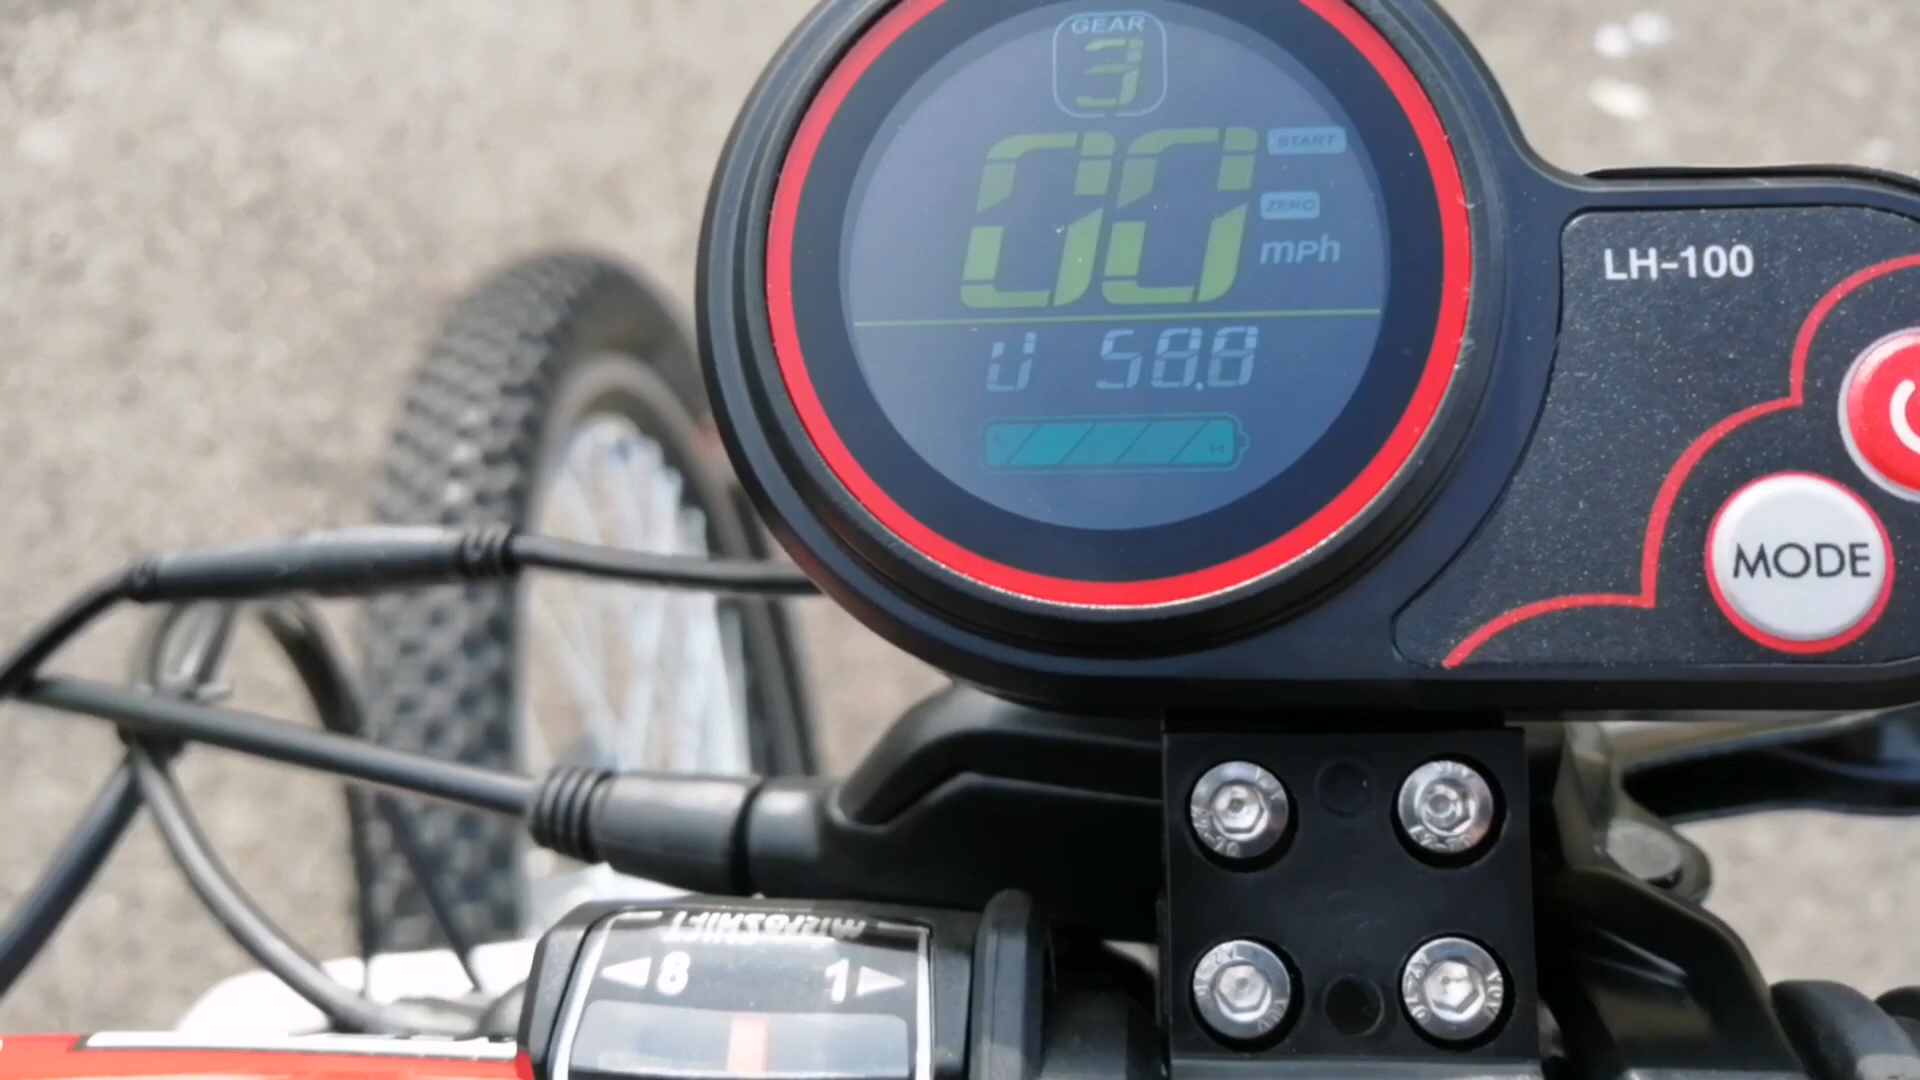 GEAR
3
00
START
ZERO
mph
LH-100
U 58.8
L H
MODE
microSHIFT
8 1